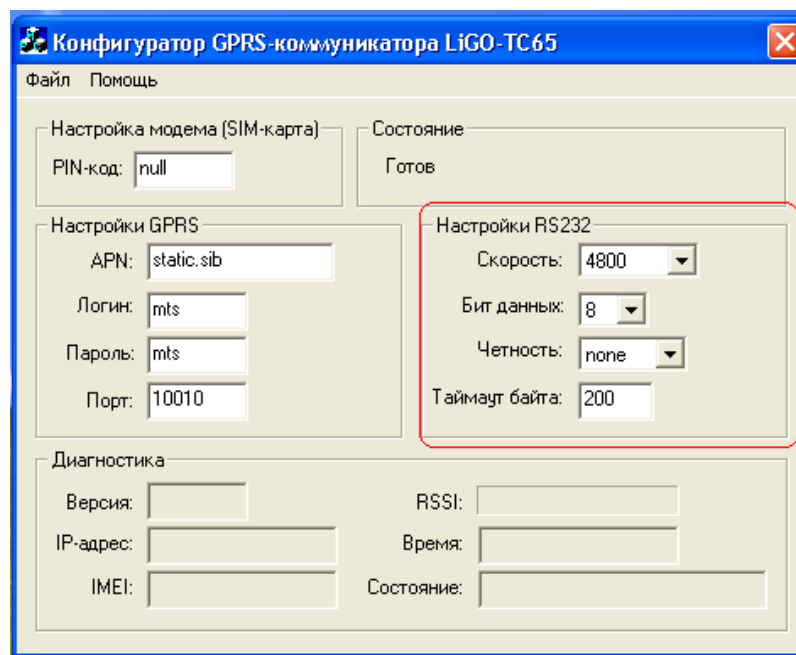 Конфигуратор GPRS-коммуникатора LiGO-TC65
Файл Помощь
Настройка модема (SIM-карта)
PIN-код: null
Состояние
Готов
Настройки GPRS
APN: static.sib
Логин: mts
Пароль: mts
Порт: 10010
Настройки RS232
Скорость: 4800
Бит данных: 8
Четность: none
Таймаут байта: 200
Диагностика
Версия:
IP-адрес:
IMEI:
RSSI:
Время:
Состояние: